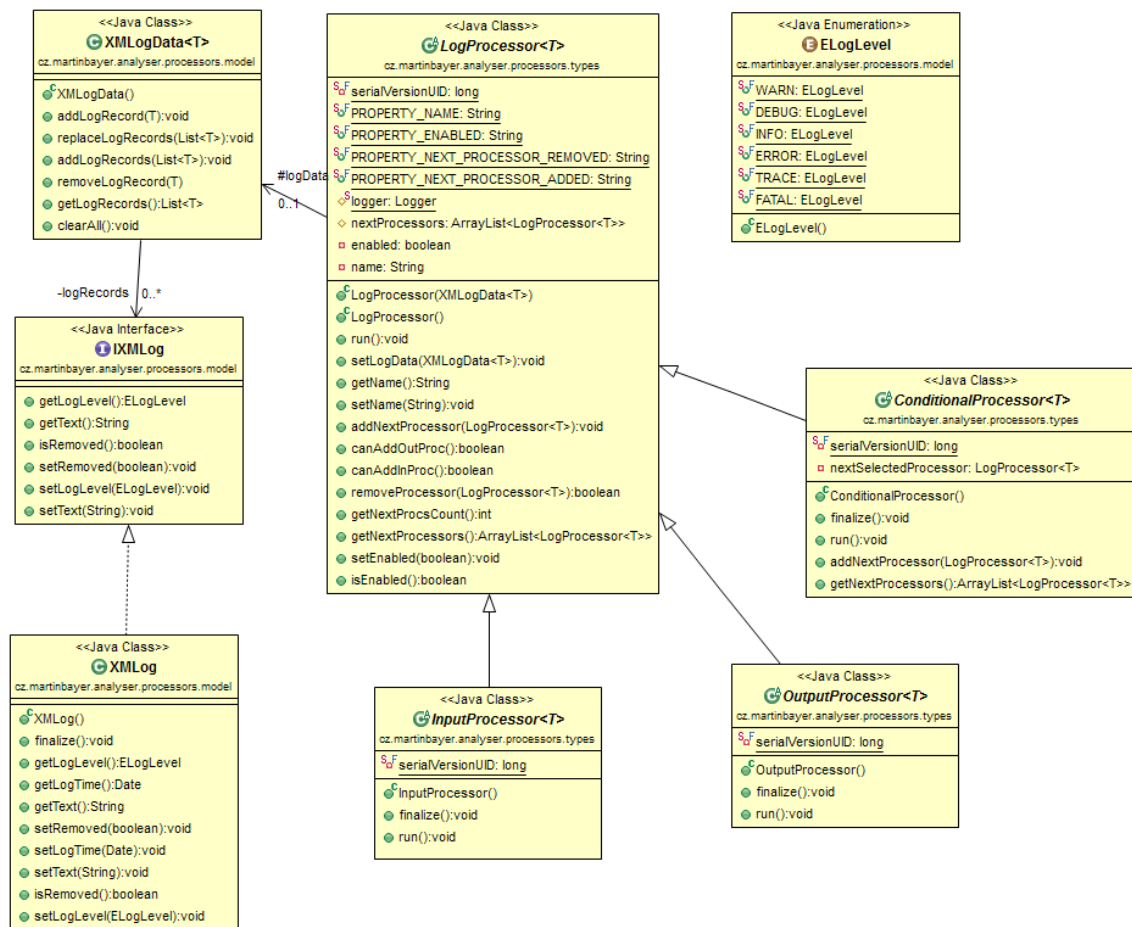 <<Java Class>>
XMLogData<T>
cz.martinbayer.analyser.processors.model
XMLogData()
addLogRecord(T):void
replaceLogRecords(List<T>):void
addLogRecords(List<T>):void
removeLogRecord(T)
getLogRecords():List<T>
clearAll():void
#logData
0..1
-logRecords
0..*
<<Java Interface>>
IXMLog
cz.martinbayer.analyser.processors.model
getLogLevel():ELogLevel
getText():String
isRemoved():boolean
setRemoved(boolean):void
setLogLevel(ELogLevel):void
setText(String):void
<<Java Class>>
XMLog
cz.martinbayer.analyser.processors.model
XMLog()
finalize():void
getLogLevel():ELogLevel
getLogTime():Date
getText():String
setRemoved(boolean):void
setLogTime(Date):void
setText(String):void
isRemoved():boolean
setLogLevel(ELogLevel):void
<<Java Class>>
LogProcessor<T>
cz.martinbayer.analyser.processors.types
serialVersionUID: long
PROPERTY_NAME: String
PROPERTY_ENABLED: String
PROPERTY_NEXT_PROCESSOR_REMOVED: String
PROPERTY_NEXT_PROCESSOR_ADDED: String
logger: Logger
nextProcessors: ArrayList<LogProcessor<T>>
enabled: boolean
name: String
LogProcessor(XMLogData<T>)
LogProcessor()
run():void
setLogData(XMLogData<T>):void
getName():String
setName(String):void
addNextProcessor(LogProcessor<T>):void
canAddOutProc():boolean
canAddInProc():boolean
removeProcessor(LogProcessor<T>):boolean
getNextProcsCount():int
getNextProcessors():ArrayList<LogProcessor<T>>
setEnabled(boolean):void
isEnabled():boolean
<<Java Class>>
InputProcessor<T>
cz.martinbayer.analyser.processors.types
serialVersionUID: long
InputProcessor()
finalize():void
run():void
<<Java Enumeration>>
ELogLevel
cz.martinbayer.analyser.processors.model
WARN: ELogLevel
DEBUG: ELogLevel
INFO: ELogLevel
ERROR: ELogLevel
TRACE: ELogLevel
FATAL: ELogLevel
ELogLevel()
<<Java Class>>
ConditionalProcessor<T>
cz.martinbayer.analyser.processors.types
serialVersionUID: long
nextSelectedProcessor: LogProcessor<T>
ConditionalProcessor()
finalize():void
run():void
addNextProcessor(LogProcessor<T>):void
getNextProcessors():ArrayList<LogProcessor<T>>
<<Java Class>>
OutputProcessor<T>
cz.martinbayer.analyser.processors.types
serialVersionUID: long
OutputProcessor()
finalize():void
run():void